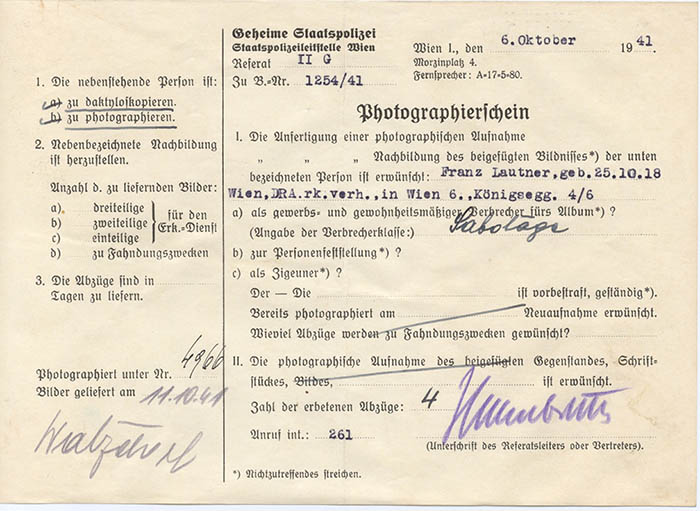 1. Die nebenstehende Person ist:
a) zu daktyloskopieren.
b) zu photographieren.
2. Nebenbezeichnete Nachbildung
ist herzustellen.
Anzahl d. zu liefernden Bilder:
a) dreiteilige
b) zweiteilige
c) einteilige
für den
Erk.=Dienst
d) zu Fahndungszwecken
3. Die Abzüge sind in
Tagen zu liefern.
Photographiert unter Nr. 4966
Bilder geliefert am 11.10.41
Geheime Staatspolizei
Staatspolizeileitstelle Wien
Referat II G
Zu B.=Nr. 1254/41
Wien I., den 6.Oktober 1941
Morzinplatz 4.
Fernsprecher: A=17=5=80.
Photographierschein
I. Die Anfertigung einer photographischen Aufnahme
" " " Nachbildung des beigefügten Bildnisses*) der unten
bezeichneten Person ist erwünscht: Franz Lautner,geb.25.10.18
Wien,DRA.rk.verh.,in Wien 6.,Königsegg. 4/6
a) als gewerbs= und gewohnheitsmäßiger Verbrecher fürs Album*) ?
(Angabe der Verbrecherklasse:) Sabotage
b) zur Personenfeststellung*) ?
c) als Zigeuner*) ?
Der — Die ist vorbestraft, geständig*).
Bereits photographiert am Neuaufnahme erwünscht.
Wieviel Abzüge werden zu Fahndungszwecken gewünscht?
II. Die photographische Aufnahme des beigefügten Gegenstandes, Schrift=
stückes, Bildes, ist erwünscht.
Zahl der erbetenen Abzüge: 4
Anruf int.: 261
(Unterschrift des Referatsleiters oder Vertreters).
*) Nichtzutreffendes streichen.